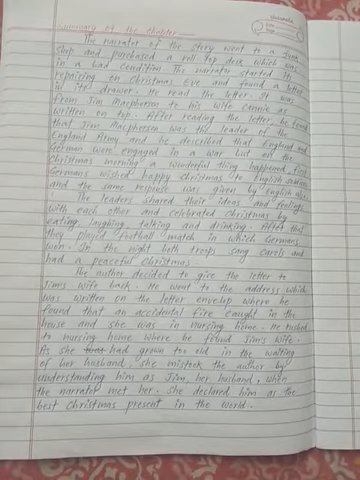 Summary of the chapter
The narrator of the story went to a junk
shop and purchased a roll top desk which was
in a bad condition. The narrator started its
repairing on Christmas Eve and found a letter
in its drawer. He read the letter. It was
from Jim Macpherson to his wife Connie as
written on top. After reading the letter, he found
that Jim Macpherson was the leader of the
England Army and he described that England and
German were engaged in a war but on the
Christmas morning a wonderful thing happened, first
Germans wished happy christmas to English soldiers
and the same response was given by English also.
The leaders shared their ideas and feelings
with each other and celebrated Christmas by
eating, laughing, talking and drinking. After that
they played football match in which Germans
won. In the night both troops sang carols and
had a peaceful Christmas.
The author decided to give the letter to
Jim's wife back. He went to the address which
was written on the letter envelup where he
found that an accidental fire caught in the
house and she was in nursing home. He rushed
to nursing home where he found Jim's wife.
As she had grown too old in the waiting
of her husband, she mistook the author by
understanding him as Jim, her husband, when
the narrator met her. She declared him as the
best Christmas present in the world.